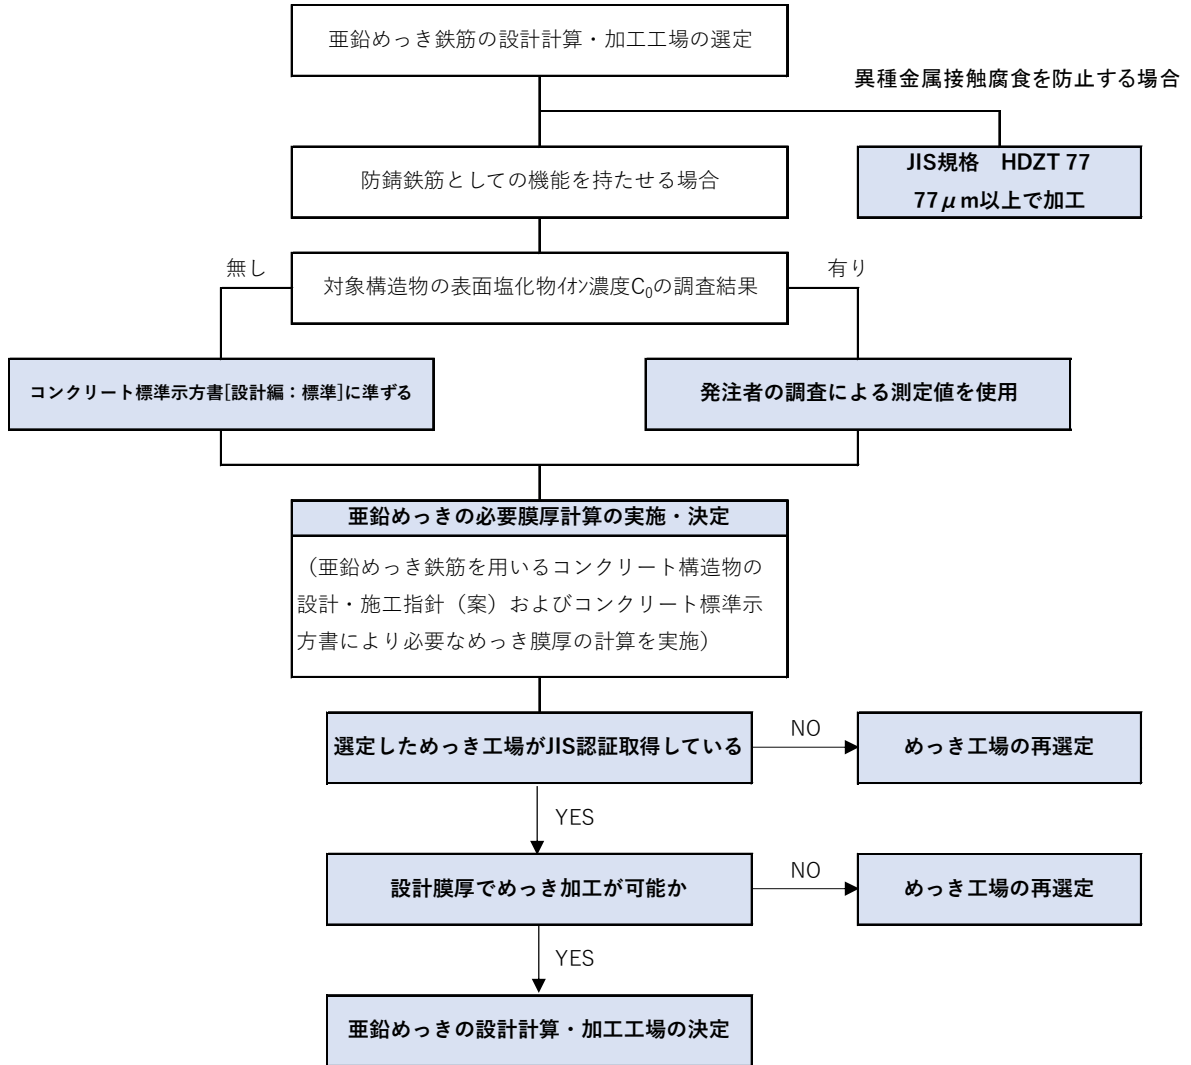 亜鉛めっき鉄筋の設計計算・加工工場の選定
異種金属接触腐食を防止する場合
JIS規格　HDZT 77
77μm以上で加工
防錆鉄筋としての機能を持たせる場合
無し
対象構造物の表面塩化物ｲｵﾝ濃度C₀の調査結果
有り
コンクリート標準示方書[設計編：標準]に準ずる
発注者の調査による測定値を使用
亜鉛めっきの必要膜厚計算の実施・決定
（亜鉛めっき鉄筋を用いるコンクリート構造物の
設計・施工指針（案）およびコンクリート標準示
方書により必要なめっき膜厚の計算を実施）
選定しためっき工場がJIS認証取得している
NO
めっき工場の再選定
YES
設計膜厚でめっき加工が可能か
NO
めっき工場の再選定
YES
亜鉛めっきの設計計算・加工工場の決定